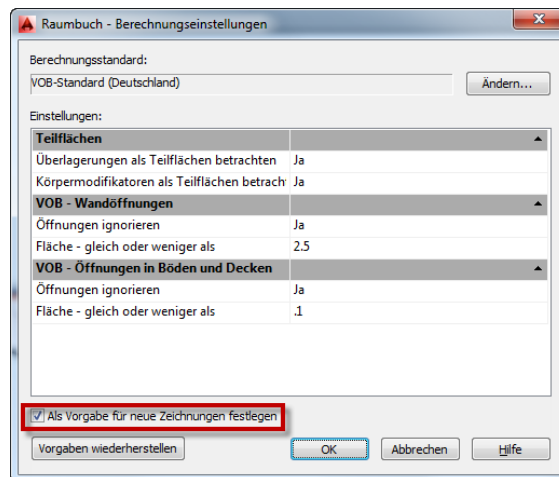 Raumbuch - Berechnungseinstellungen
Berechnungsstandard:
VOB-Standard (Deutschland)
Ändern...
Einstellungen:
Teilflächen
Überlagerungen als Teilflächen betrachten Ja
Körpermodifikatoren als Teilflächen betrach Ja
VOB - Wandöffnungen
Öffnungen ignorieren Ja
Fläche - gleich oder weniger als 2.5
VOB - Öffnungen in Böden und Decken
Öffnungen ignorieren Ja
Fläche - gleich oder weniger als .1
Als Vorgabe für neue Zeichnungen festlegen
Vorgaben wiederherstellen OK Abbrechen Hilfe